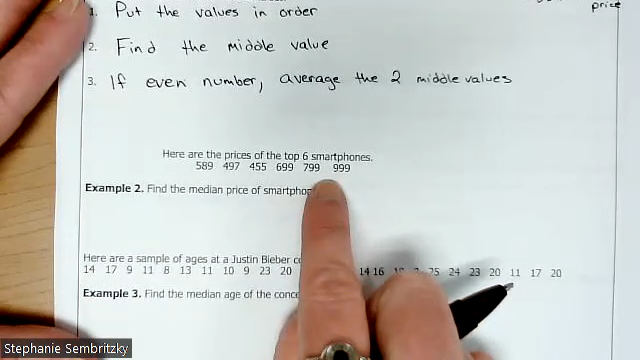 price
1. Put the values in order
2. Find the middle value
3. If even number, average the 2 middle values
Here are the prices of the top 6 smartphones.
589 497 455 699 799 999
Example 2. Find the median price of
Here are a sample of ages at a Justin Bieber
14 17 9 11 8 13 11 10 9 23 20 14 16 24 23 20 11 17 20
Example 3. Find the median age of the
Stephanie Sembritzky